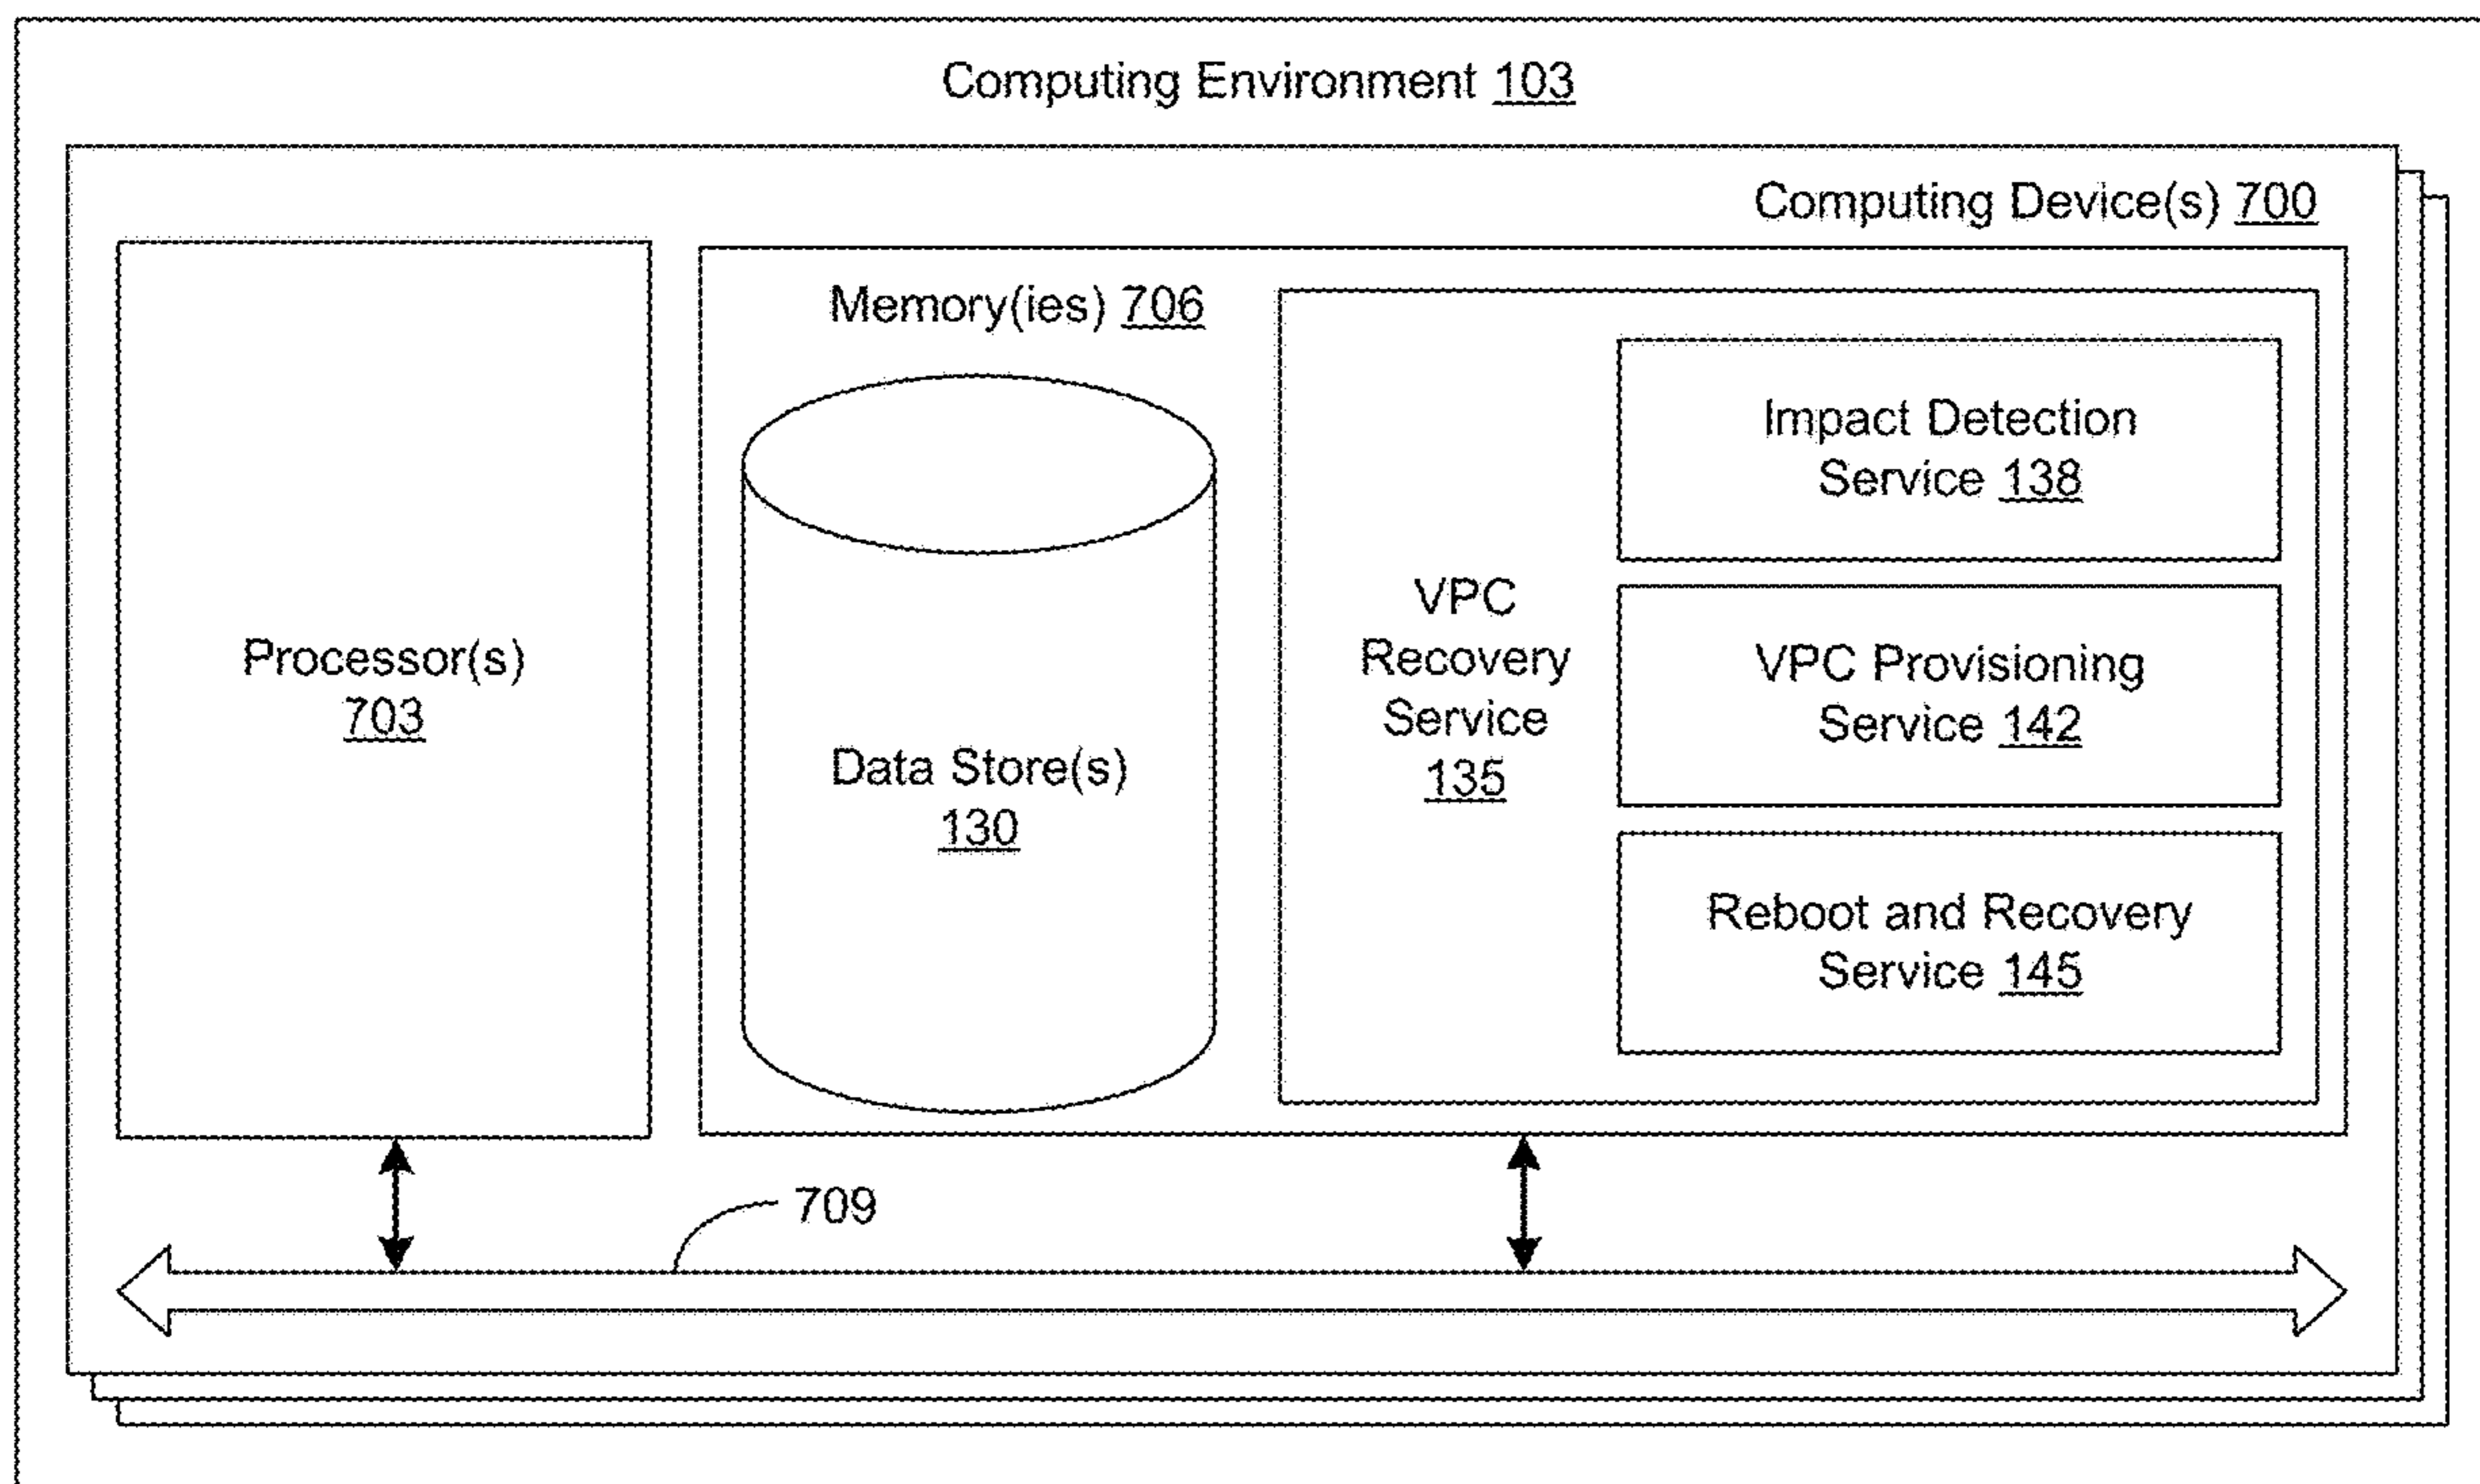 Computing Environment 103
Computing Device(s) 700
Processor(s)
703
Memory(ies) 706
Data Store(s)
130
VPC
Recovery
Service
135
Impact Detection
Service 138
VPC Provisioning
Service 142
Reboot and Recovery
Service 145
709